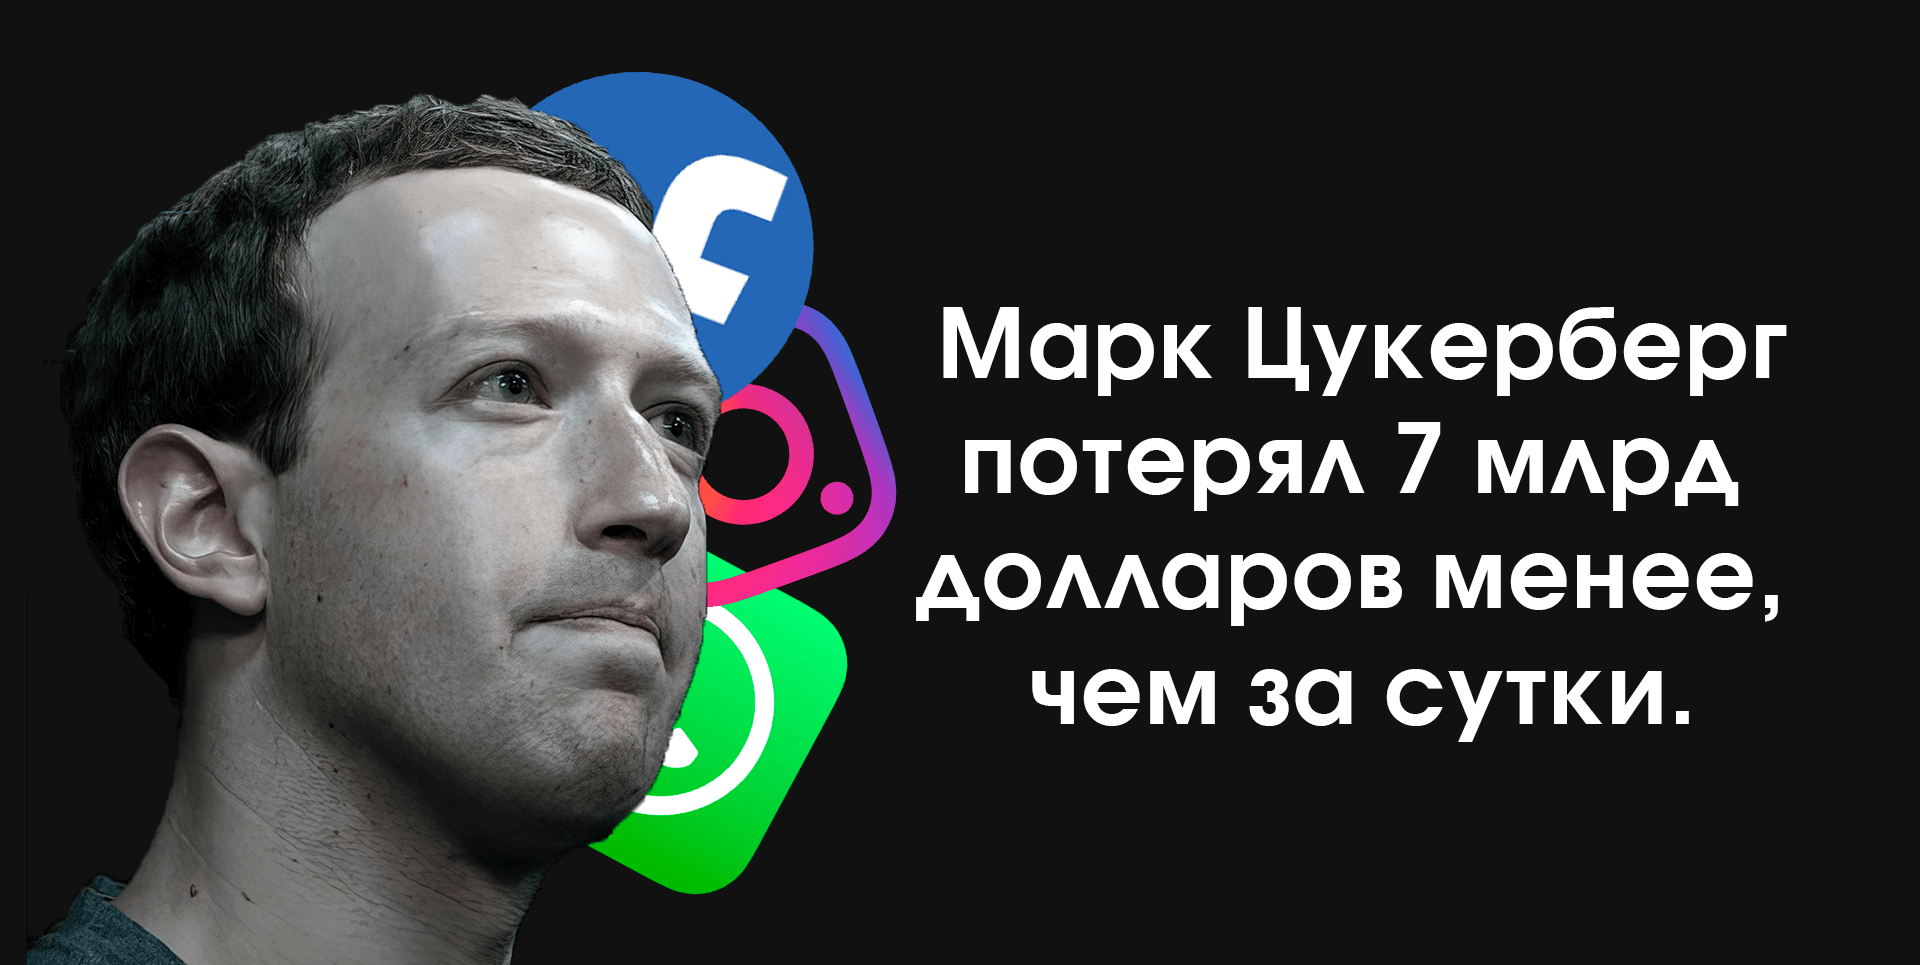 Марк Цукерберг
потерял 7 млрд
долларов менее,
чем за сутки.